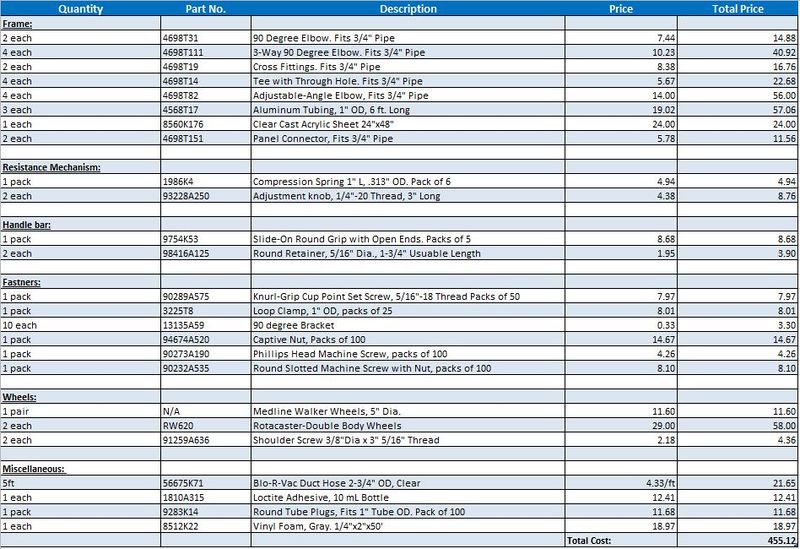 Quantity Part No. Description Price Total Price
Frame:
2 each 4698T31 90 Degree Elbow. Fits 3/4" Pipe 7.44 14.88
4 each 4698T111 3-Way 90 Degree Elbow. Fits 3/4" Pipe 10.23 40.92
2 each 4698T19 Cross Fittings. Fits 3/4" Pipe 8.38 16.76
4 each 4698T14 Tee with Through Hole. Fits 3/4" Pipe 5.67 22.68
4 each 4698T82 Adjustable-Angle Elbow, Fits 3/4" Pipe 14.00 56.00
3 each 4568T17 Aluminum Tubing, 1" OD, 6 ft. Long 19.02 57.06
1 each 8560K176 Clear Cast Acrylic Sheet 24"x48" 24.00 24.00
2 each 4698T151 Panel Connector, Fits 3/4" Pipe 5.78 11.56
Resistance Mechanism:
1 pack 1986K4 Compression Spring 1" L, .313" OD. Pack of 6 4.94 4.94
2 each 93228A250 Adjustment knob, 1/4"-20 Thread, 3" Long 4.38 8.76
Handle bar:
1 pack 9754K53 Slide-On Round Grip with Open Ends. Packs of 5 8.68 8.68
2 each 98416A125 Round Retainer, 5/16" Dia., 1-3/4" Usuable Length 1.95 3.90
Fastners:
1 pack 90289A575 Knurl-Grip Cup Point Set Screw, 5/16"-18 Thread Packs of 50 7.97 7.97
1 pack 3225T8 Loop Clamp, 1" OD, packs of 25 8.01 8.01
10 each 13135A59 90 degree Bracket 0.33 3.30
1 pack 94674A520 Captive Nut, Packs of 100 14.67 14.67
1 pack 90273A190 Phillips Head Machine Screw, packs of 100 4.26 4.26
1 pack 90232A535 Round Slotted Machine Screw with Nut, packs of 100 8.10 8.10
Wheels:
1 pair N/A Medline Walker Wheels, 5" Dia. 11.60 11.60
2 each RW620 Rotacaster-Double Body Wheels 29.00 58.00
2 each 91259A636 Shoulder Screw 3/8"Dia x 3" 5/16" Thread 2.18 4.36
Miscellaneous:
5ft 56675K71 Blo-R-Vac Duct Hose 2-3/4" OD, Clear 4.33/ft 21.65
1 each 1810A315 Loctite Adhesive, 10 mL Bottle 12.41 12.41
1 pack 9283K14 Round Tube Plugs, Fits 1" Tube OD. Pack of 100 11.68 11.68
1 each 8512K22 Vinyl Foam, Gray. 1/4"x2"x50' 18.97 18.97
Total Cost: 455.12